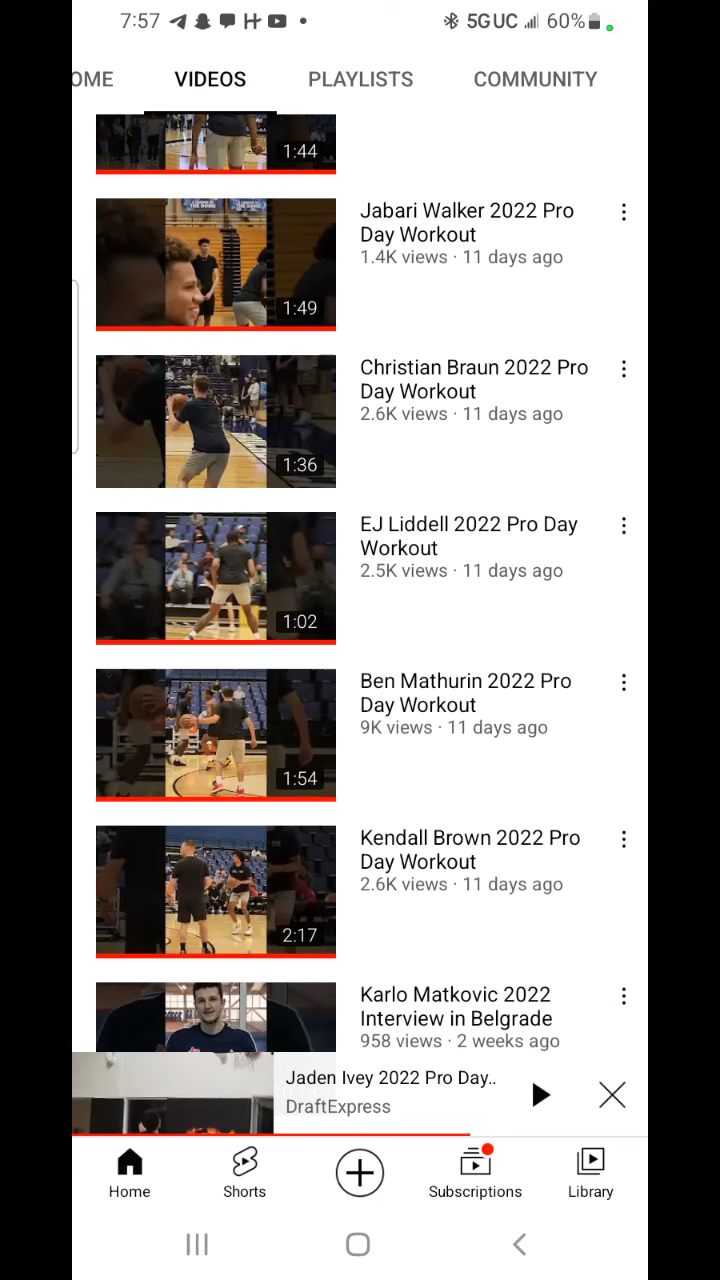 7:57
5G UC 60%
OME VIDEOS PLAYLISTS COMMUNITY
1:44
Jabari Walker 2022 Pro
Day Workout
1.4K views · 11 days ago
1:49
Christian Braun 2022 Pro
Day Workout
2.6K views · 11 days ago
1:36
EJ Liddell 2022 Pro Day
Workout
2.5K views · 11 days ago
1:02
Ben Mathurin 2022 Pro
Day Workout
9K views · 11 days ago
1:54
Kendall Brown 2022 Pro
Day Workout
2.6K views · 11 days ago
2:17
Karlo Matkovic 2022
Interview in Belgrade
958 views · 2 weeks ago
Jaden Ivey 2022 Pro Day..
DraftExpress
Home Shorts Subscriptions Library